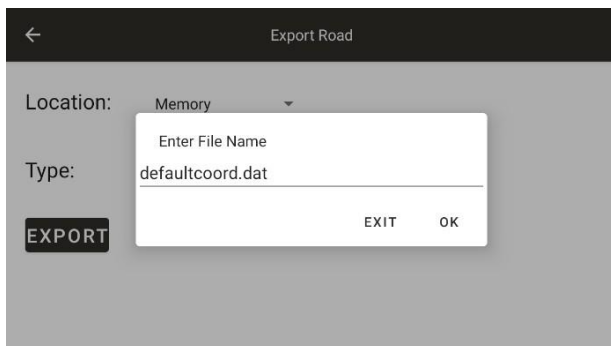 Export Road
Location:
Memory
Enter File Name
Type:
defaultcoord.dat
EXIT
OK
EXPORT